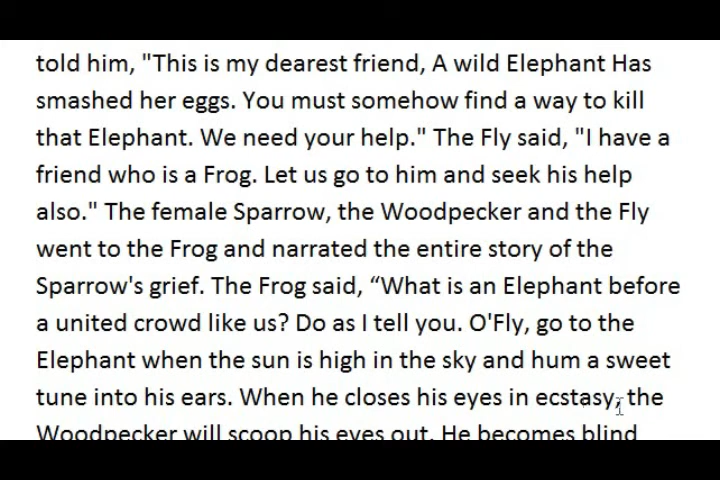 told him, "This is my dearest friend, A wild Elephant Has
smashed her eggs. You must somehow find a way to kill
that Elephant. We need your help." The Fly said, "I have a
friend who is a Frog. Let us go to him and seek his help
also." The female Sparrow, the Woodpecker and the Fly
went to the Frog and narrated the entire story of the
Sparrow's grief. The Frog said, “What is an Elephant before
a united crowd like us? Do as I tell you. O'Fly, go to the
Elephant when the sun is high in the sky and hum a sweet
tune into his ears. When he closes his eyes in ecstasy, the
Woodpecker will scoop his eyes out. He becomes blind